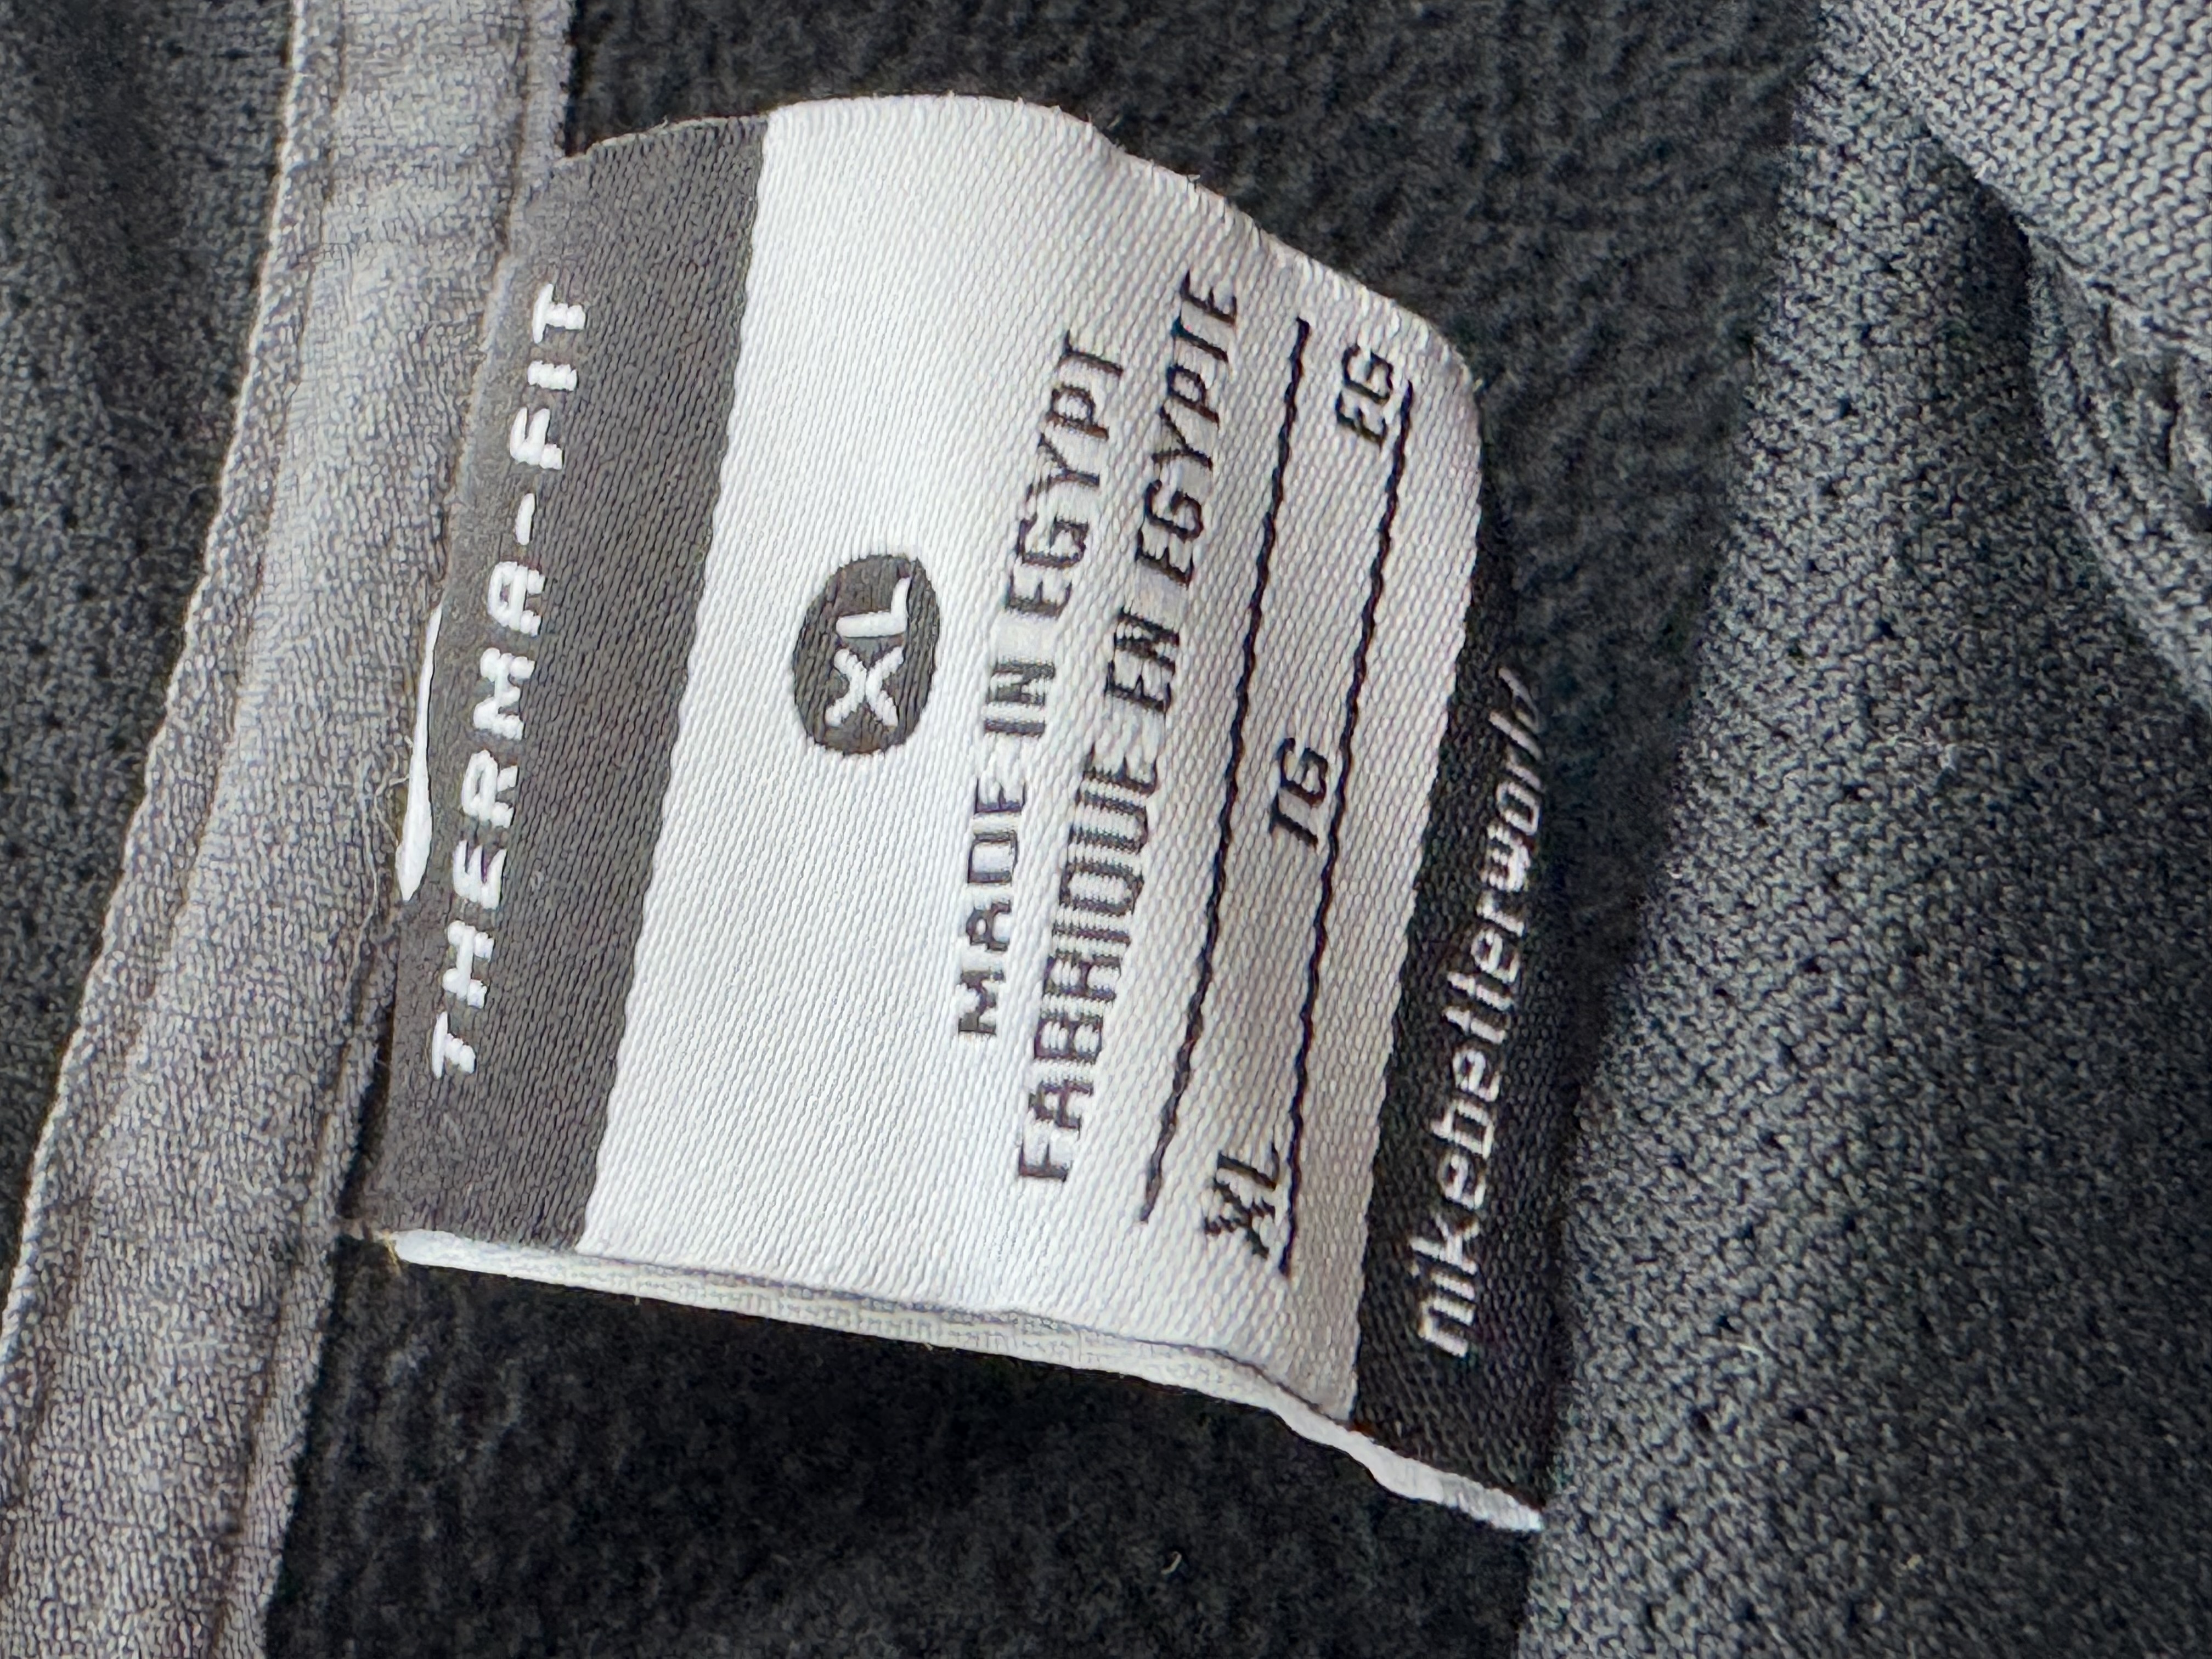 THERMA-FIT
XL
MADE IN EGYPT
FABRIQUE EN EGYPTE
XL TG EG
nikebetterworld